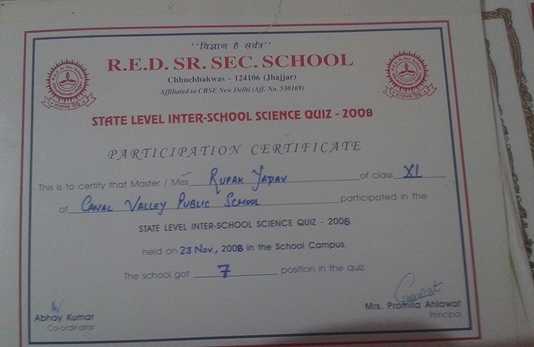 "विज्ञान है सर्वत्र"
R.E.D. SR. SEC. SCHOOL
Chhuchhakwas - 124106 (Jhajjar)
Affiliated to CBSE New Delhi (Aff. No. 530169)
STATE LEVEL INTER-SCHOOL SCIENCE QUIZ - 2008
PARTICIPATION CERTIFICATE
This is to certify that Master / Miss RUPAK YADAV of class XI
of CANAL VALLEY PUBLIC SCHOOL participated in the
STATE LEVEL INTER-SCHOOL SCIENCE QUIZ - 2008
held on 23 Nov., 2008 in the School Campus.
The school got 7 position in the quiz.
Abhay Kumar
Co-ordinator
Mrs. Promila Ahlawat
Principal